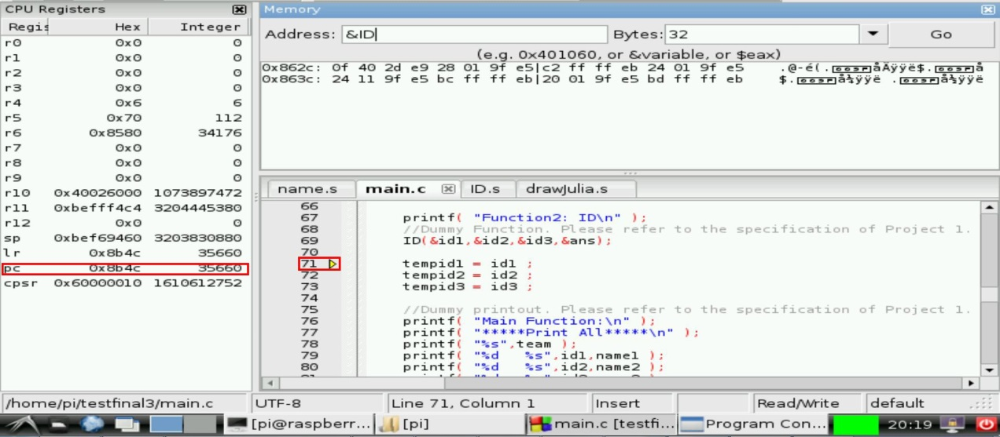 CPU Registers
Regis Hex Integer
r0 0x0 0
r1 0x0 0
r2 0x0 0
r3 0x0 0
r4 0x6 6
r5 0x70 112
r6 0x8580 34176
r7 0x0 0
r8 0x0 0
r9 0x0 0
r10 0x40026000 1073897472
r11 0xbefff4c4 3204445380
r12 0x0 0
sp 0xbef69460 3203830880
lr 0x8b4c 35660
pc 0x8b4c 35660
cpsr 0x60000010 1610612752
Memory
Address: &ID Bytes: 32 Go
(e.g. 0x401060, or &variable, or $eax)
0x862c: 0f 40 2d e9 28 01 9f e5|c2 ff ff eb 24 01 9f e5 .@-é(. åÂÿÿë$. å
0x863c: 24 11 9f e5 bc ff ff eb|20 01 9f e5 bd ff ff eb $. å¼ÿÿë . å½ÿÿë
name.s main.c ID.s drawJulia.s
66
67 printf( "Function2: ID\n" );
68 //Dummy Function. Please refer to the specification of Project 1.
69 ID(&id1,&id2,&id3,&ans);
70
71 tempid1 = id1 ;
72 tempid2 = id2 ;
73 tempid3 = id3 ;
74
75 //Dummy printout. Please refer to the specification of Project 1.
76 printf( "Main Function:\n" );
77 printf( "*****Print All*****\n" );
78 printf( "%s",team );
79 printf( "%d   %s",id1,name1 );
80 printf( "%d   %s",id2,name2 );
/home/pi/testfinal3/main.c UTF-8 Line 71, Column 1 Insert Read/Write default
[pi@raspberr... [pi] main.c [testfi... Program Con... 20:19